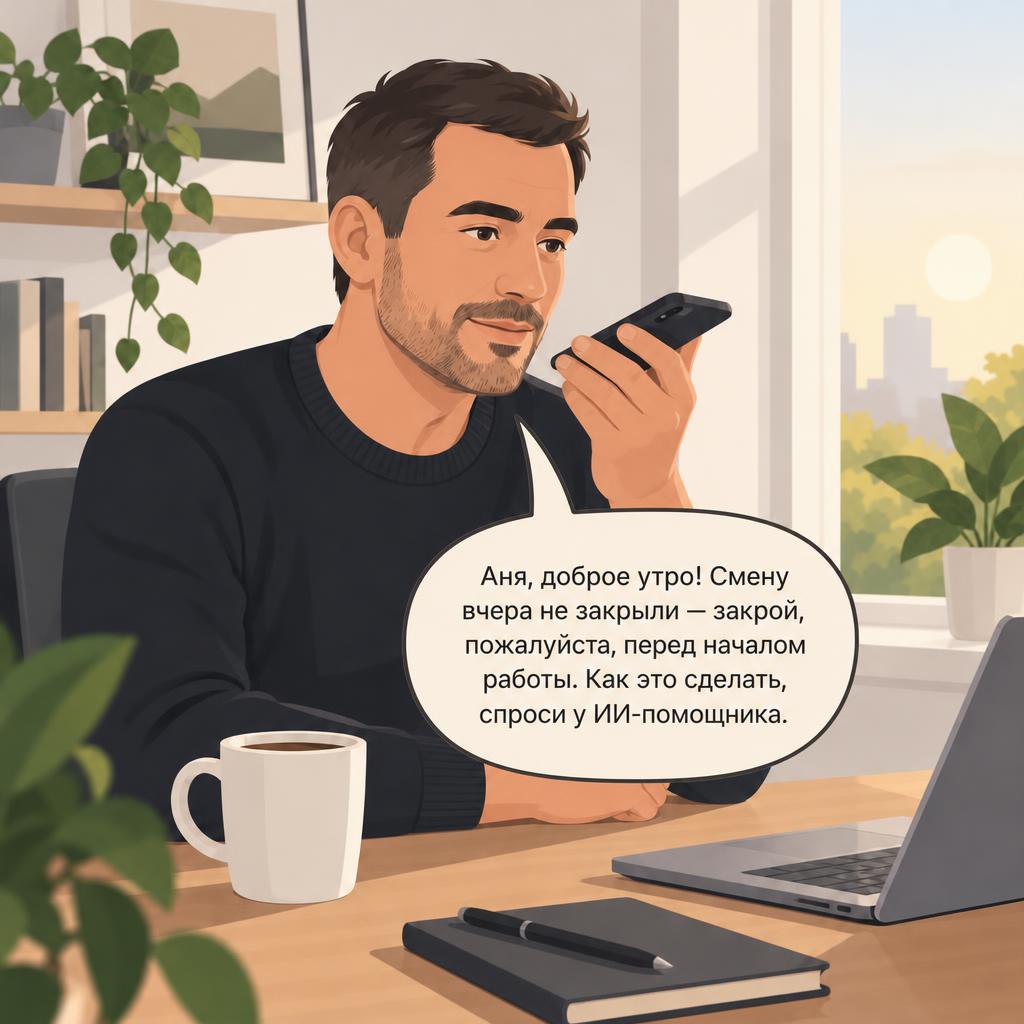 Аня, доброе утро! Смену
вчера не закрыли — закрой,
пожалуйста, перед началом
работы. Как это сделать,
спроси у ИИ-помощника.